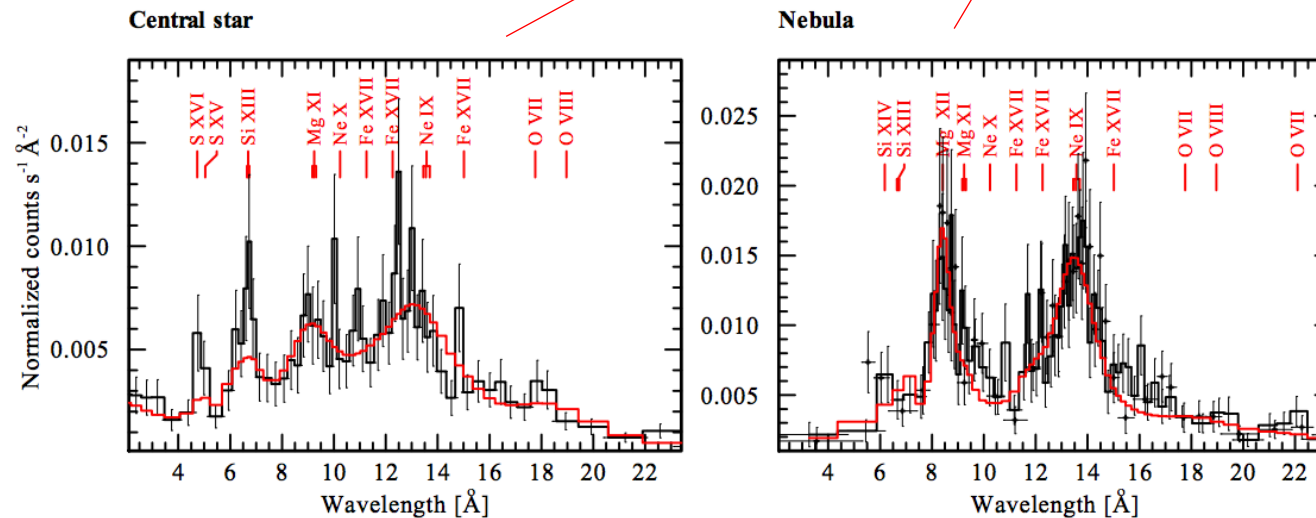 Central star
Nebula
S XVI
S XV
Si XIII
Mg XI
Ne X
Fe XVII
Fe XVII
Ne IX
Fe XVII
O VII
O VIII
0.015
0.010
0.005
Normalized counts s⁻¹ Å⁻²
4 6 8 10 12 14 16 18 20 22
Wavelength [Å]
Si XIV
Si XIII
Mg XII
Mg XI
Ne X
Fe XVII
Fe XVII
Ne IX
Fe XVII
O VII
O VIII
O VII
0.025
0.020
0.015
0.010
0.005
4 6 8 10 12 14 16 18 20 22
Wavelength [Å]